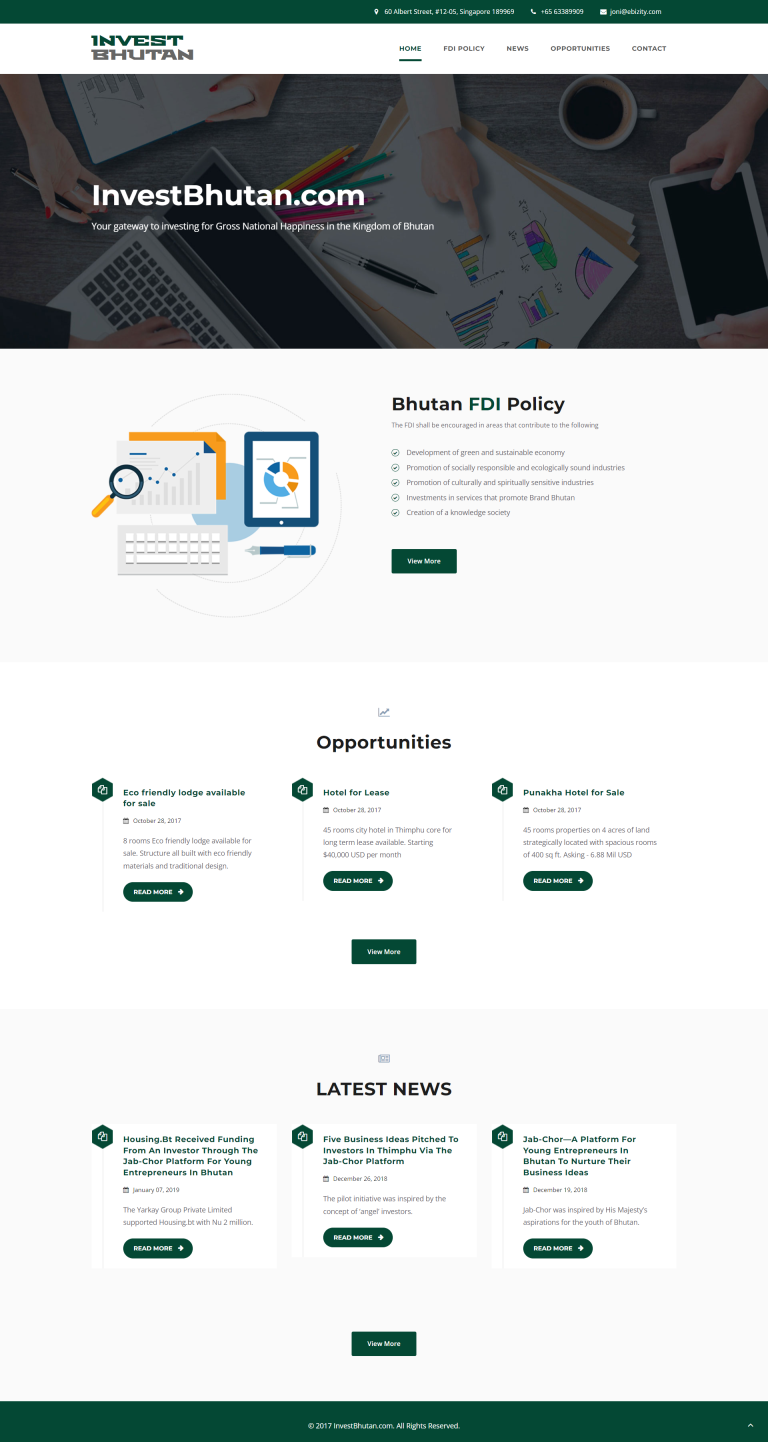 60 Albert Street, #12-05, Singapore 189969 +65 63389909 joni@ebizity.com
INVEST
BHUTAN
HOME FDI POLICY NEWS OPPORTUNITIES CONTACT
InvestBhutan.com
Your gateway to investing for Gross National Happiness in the Kingdom of Bhutan
Bhutan FDI Policy
The FDI shall be encouraged in areas that contribute to the following
Development of green and sustainable economy
Promotion of socially responsible and ecologically sound industries
Promotion of culturally and spiritually sensitive industries
Investments in services that promote Brand Bhutan
Creation of a knowledge society
View More
Opportunities
Eco friendly lodge available
for sale
October 28, 2017
8 rooms Eco friendly lodge available for
sale. Structure all built with eco friendly
materials and traditional design.
READ MORE
Hotel for Lease
October 28, 2017
45 rooms city hotel in Thimphu core for
long term lease available. Starting
$40,000 USD per month
READ MORE
Punakha Hotel for Sale
October 28, 2017
45 rooms properties on 4 acres of land
strategically located with spacious rooms
of 400 sq ft. Asking - 6.88 Mil USD
READ MORE
View More
LATEST NEWS
Housing.Bt Received Funding
From An Investor Through The
Jab-Chor Platform For Young
Entrepreneurs In Bhutan
January 07, 2019
The Yarkay Group Private Limited
supported Housing.bt with Nu 2 million.
READ MORE
Five Business Ideas Pitched To
Investors In Thimphu Via The
Jab-Chor Platform
December 26, 2018
The pilot initiative was inspired by the
concept of 'angel' investors.
READ MORE
Jab-Chor—A Platform For
Young Entrepreneurs In
Bhutan To Nurture Their
Business Ideas
December 19, 2018
Jab-Chor was inspired by His Majesty's
aspirations for the youth of Bhutan.
READ MORE
View More
© 2017 InvestBhutan.com. All Rights Reserved.